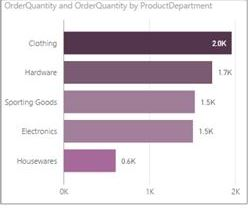 OrderQuantity and OrderQuantity by ProductDepartment
Clothing 2.0K
Hardware 1.7K
Sporting Goods 1.5K
Electronics 1.5K
Housewares 0.6K
0K 1K 2K